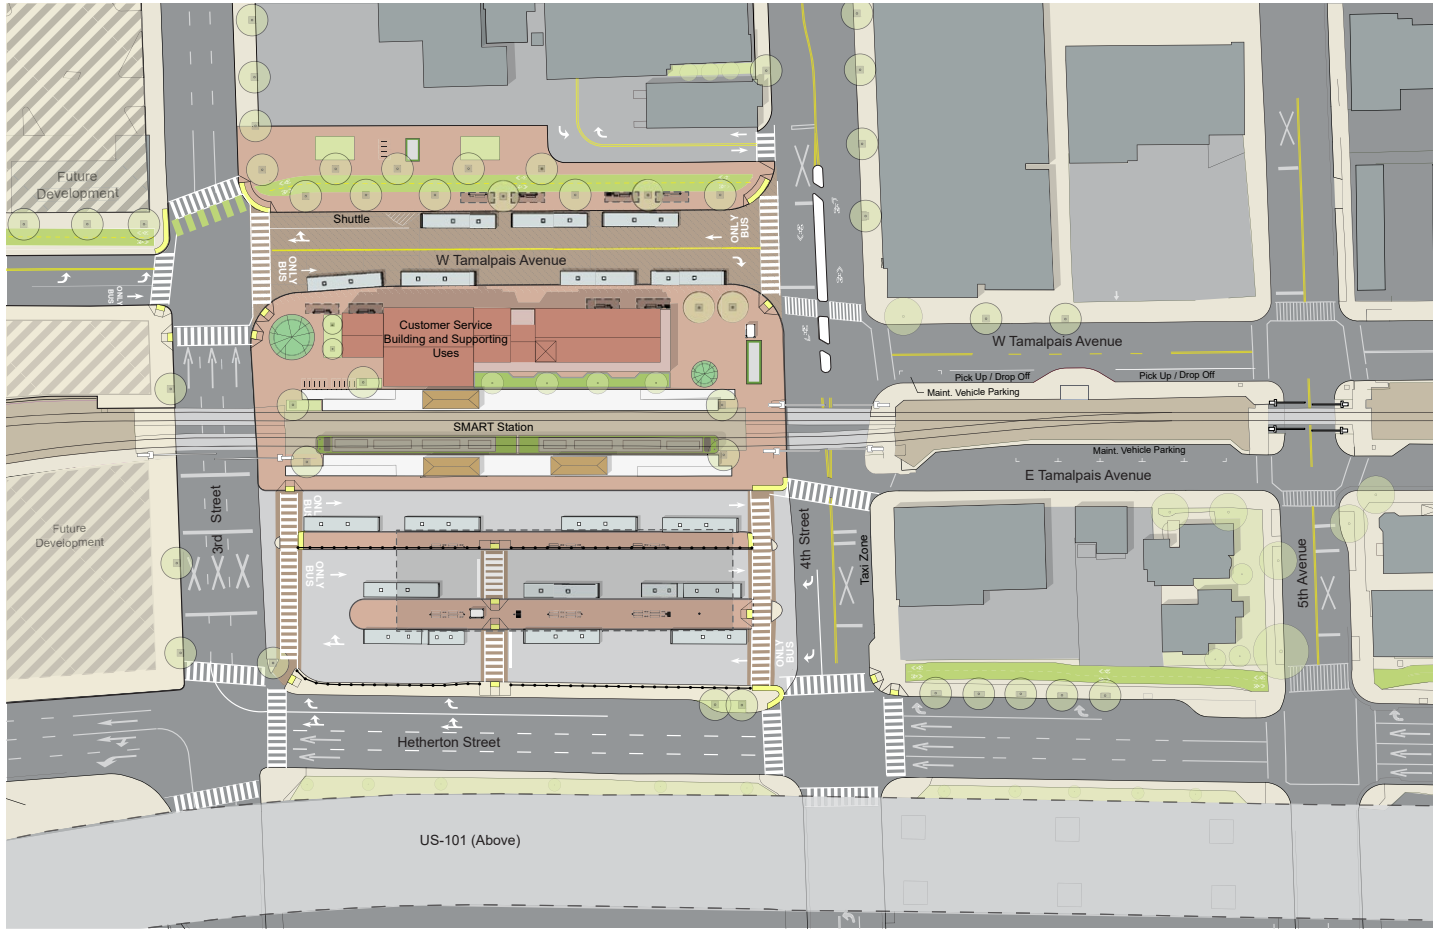 Future
Development
Shuttle
ONLY
BUS
W Tamalpais Avenue
ONLY
BUS
ONLY
BUS
Customer Service
Building and Supporting
Uses
W Tamalpais Avenue
Pick Up / Drop Off
Pick Up / Drop Off
Maint. Vehicle Parking
SMART Station
Maint. Vehicle Parking
E Tamalpais Avenue
3rd Street
ONLY
BUS
4th Street
Taxi Zone
5th Avenue
Future
Development
ONLY
BUS
ONLY
BUS
Hetherton Street
US-101 (Above)